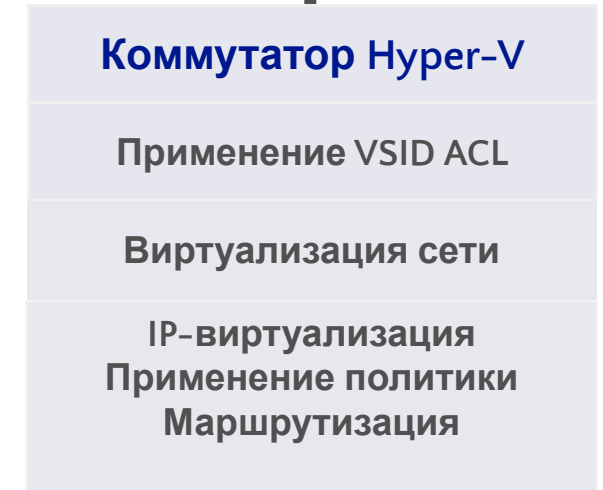 Коммутатор Hyper-V
Применение VSID ACL
Виртуализация сети
IP-виртуализация
Применение политики
Маршрутизация